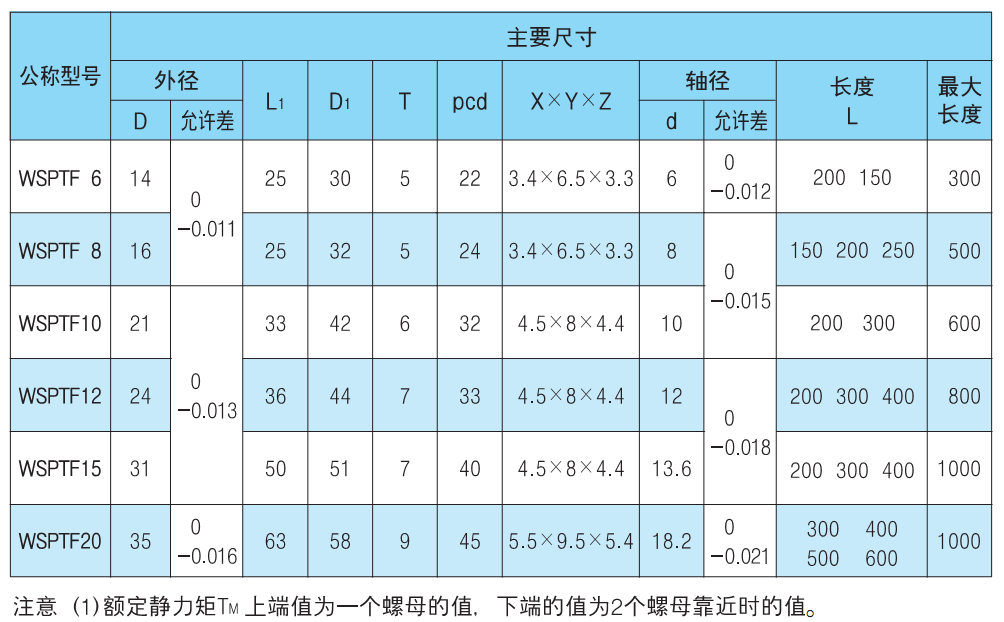 主要尺寸
公称型号 外径 L1 D1 T pcd X×Y×Z 轴径 长度 L 最大长度
D 允许差 d 允许差
WSPTF 6 14 0 −0.011 25 30 5 22 3.4×6.5×3.3 6 0 −0.012 200 150 300
WSPTF 8 16 25 32 5 24 3.4×6.5×3.3 8 0 −0.015 150 200 250 500
WSPTF10 21 0 −0.013 33 42 6 32 4.5×8×4.4 10 200 300 600
WSPTF12 24 36 44 7 33 4.5×8×4.4 12 0 −0.018 200 300 400 800
WSPTF15 31 50 51 7 40 4.5×8×4.4 13.6 200 300 400 1000
WSPTF20 35 0 −0.016 63 58 9 45 5.5×9.5×5.4 18.2 0 −0.021 300 400 500 600 1000
注意 (1)额定静力矩TM 上端值为一个螺母的值, 下端的值为2个螺母靠近时的值。